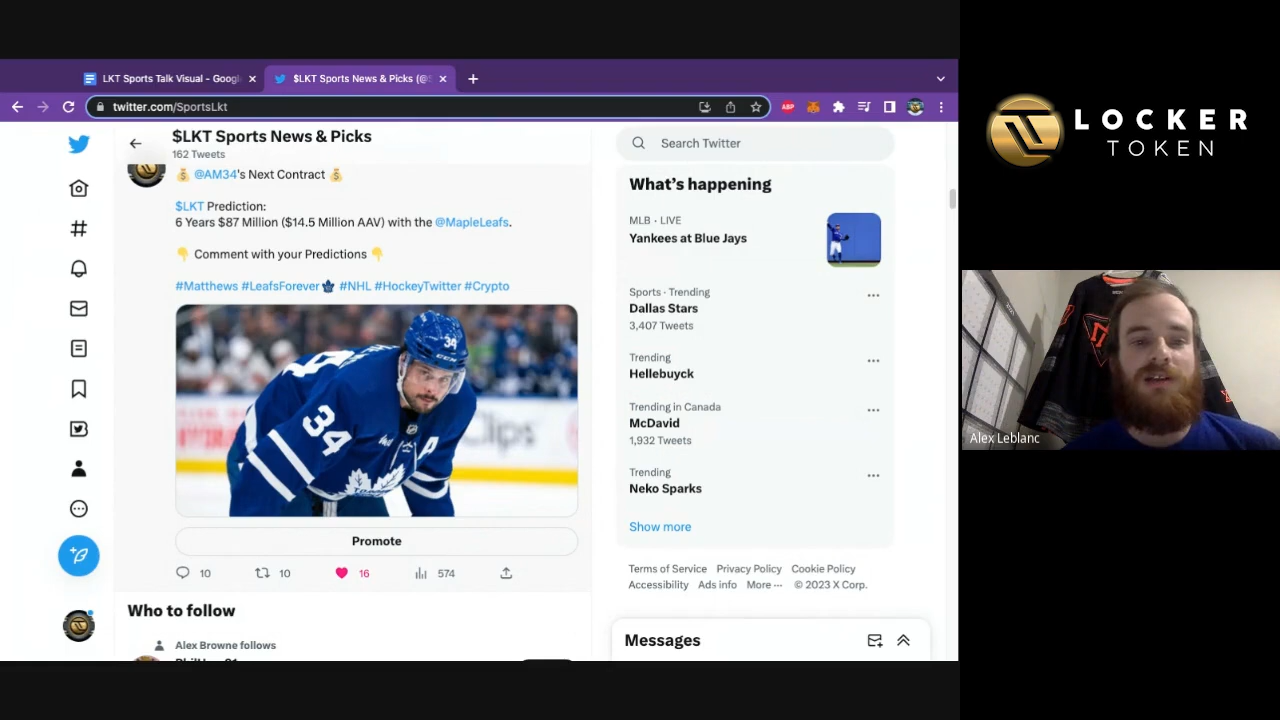 LKT Sports Talk Visual - Googl
$LKT Sports News & Picks (@S
twitter.com/SportsLkt
ABP
$LKT Sports News & Picks
162 Tweets
@AM34's Next Contract
$LKT Prediction:
6 Years $87 Million ($14.5 Million AAV) with the @MapleLeafs.
Comment with your Predictions
#Matthews #LeafsForever #NHL #HockeyTwitter #Crypto
34
34
CCM
A
Clips
Promote
10
10
16
574
Who to follow
Alex Browne follows
Search Twitter
What's happening
MLB · LIVE
Yankees at Blue Jays
Sports · Trending
Dallas Stars
3,407 Tweets
Trending
Hellebuyck
Trending in Canada
McDavid
1,932 Tweets
Trending
Neko Sparks
Show more
Terms of Service Privacy Policy Cookie Policy
Accessibility Ads info More ··· © 2023 X Corp.
Messages
LOCKER
TOKEN
Alex Leblanc